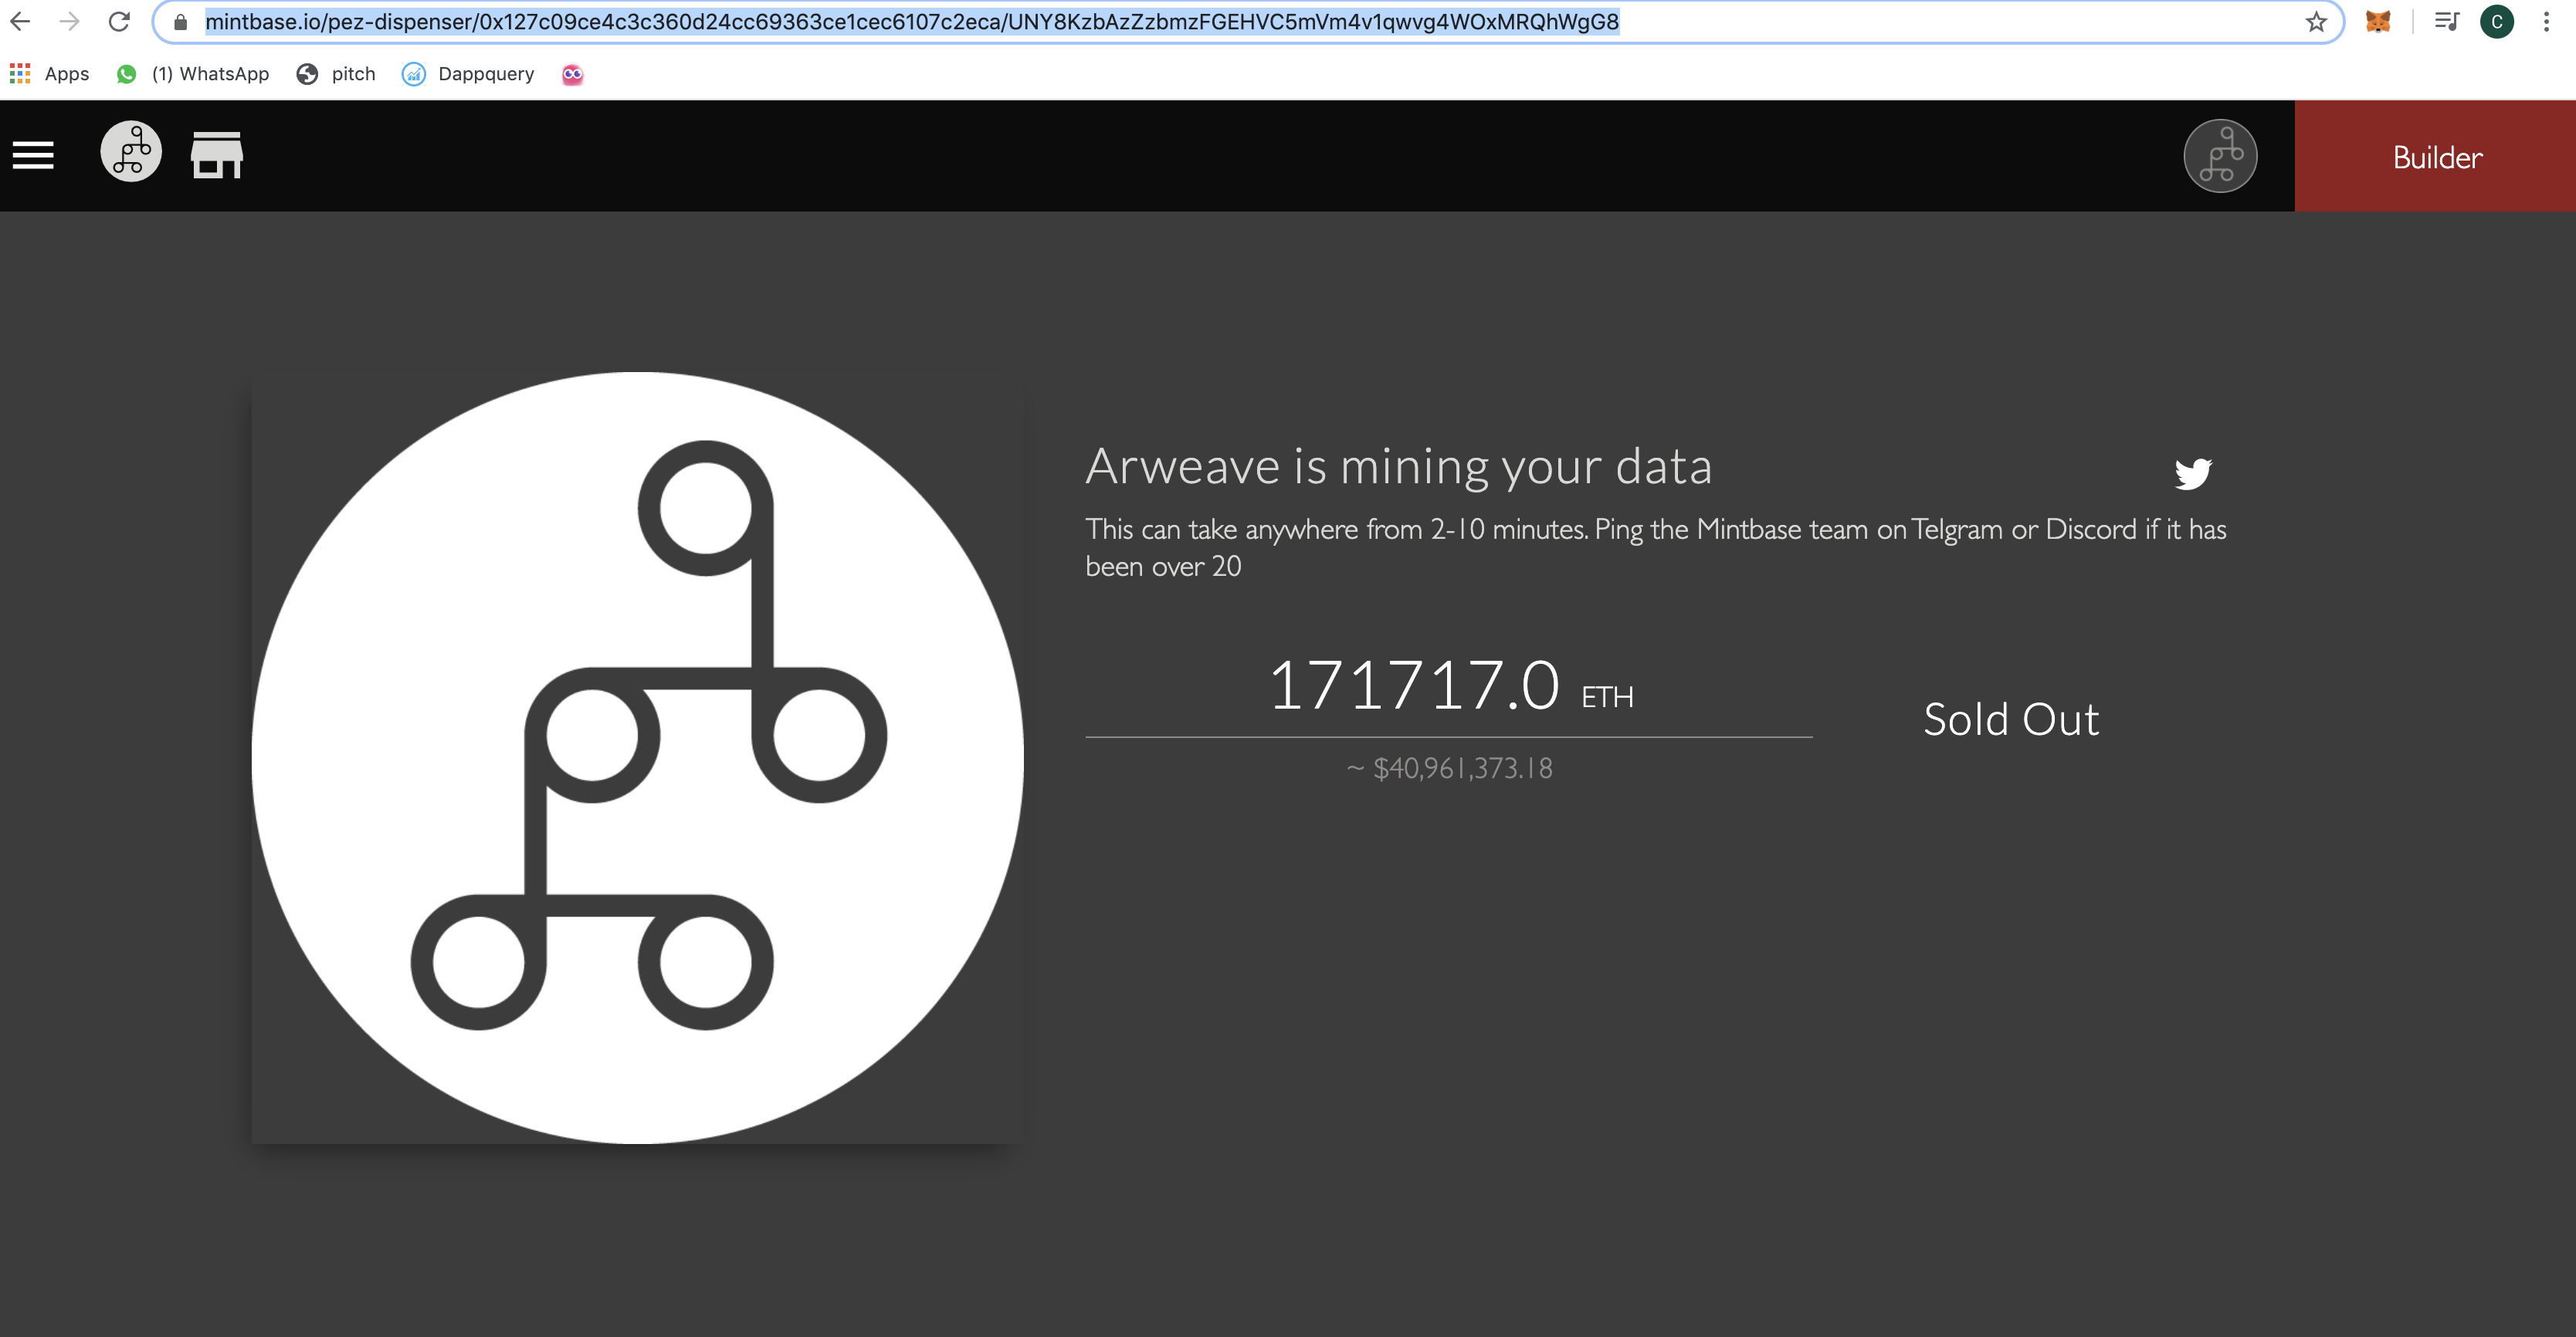 mintbase.io/pez-dispenser/0x127c09ce4c3c360d24cc69363ce1cec6107c2eca/UNY8KzbAzZzbmzFGEHVC5mVm4v1qwvg4WOxMRQhWgG8
C
Apps (1) WhatsApp pitch Dappquery
Builder
Arweave is mining your data
This can take anywhere from 2-10 minutes. Ping the Mintbase team on Telgram or Discord if it has
been over 20
171717.0 ETH
Sold Out
~ $40,961,373.18